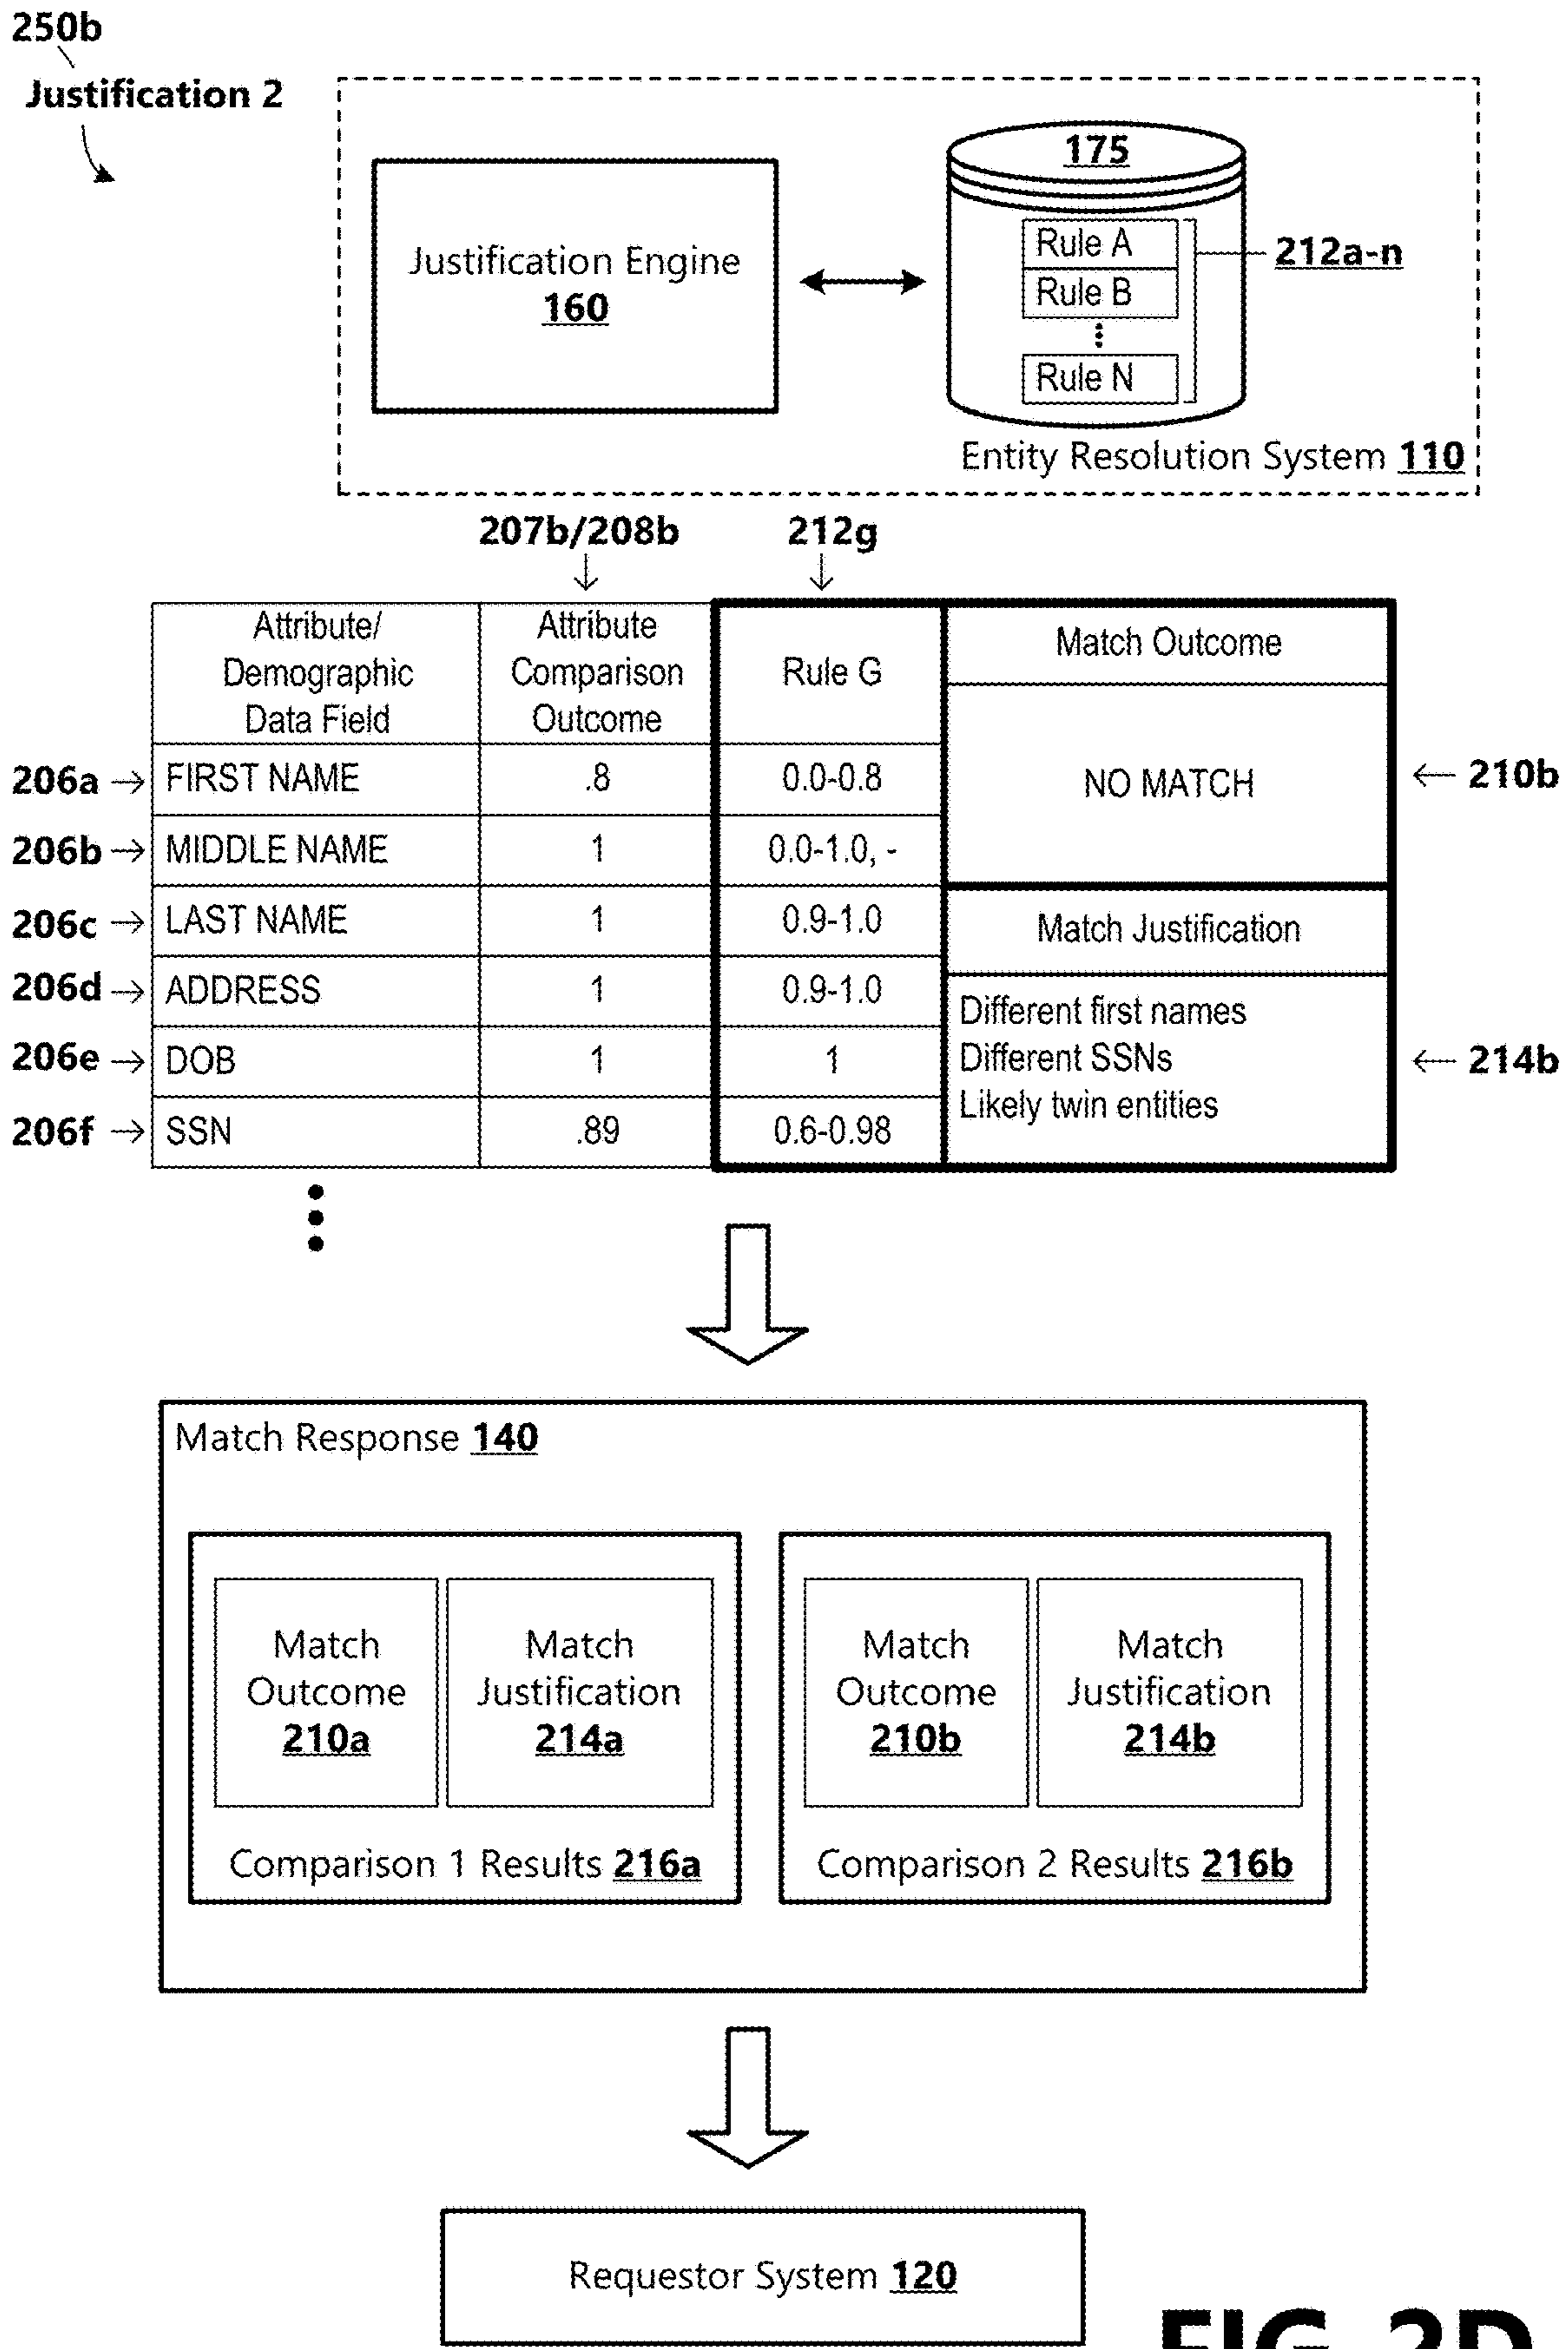 250b
Justification 2
175
Rule A
Rule B
Rule N
212a-n
Justification Engine
160
Entity Resolution System 110
207b/208b
212g
Attribute/
Demographic
Data Field
Attribute
Comparison
Outcome
Rule G
Match Outcome
206a
FIRST NAME
.8
0.0-0.8
NO MATCH
210b
206b
MIDDLE NAME
1
0.0-1.0, -
206c
LAST NAME
1
0.9-1.0
Match Justification
206d
ADDRESS
1
0.9-1.0
Different first names
Different SSNs
Likely twin entities
214b
206e
DOB
1
1
206f
SSN
.89
0.6-0.98
Match Response 140
Match
Outcome
210a
Match
Justification
214a
Comparison 1 Results 216a
Match
Outcome
210b
Match
Justification
214b
Comparison 2 Results 216b
Requestor System 120
FIG. 2D